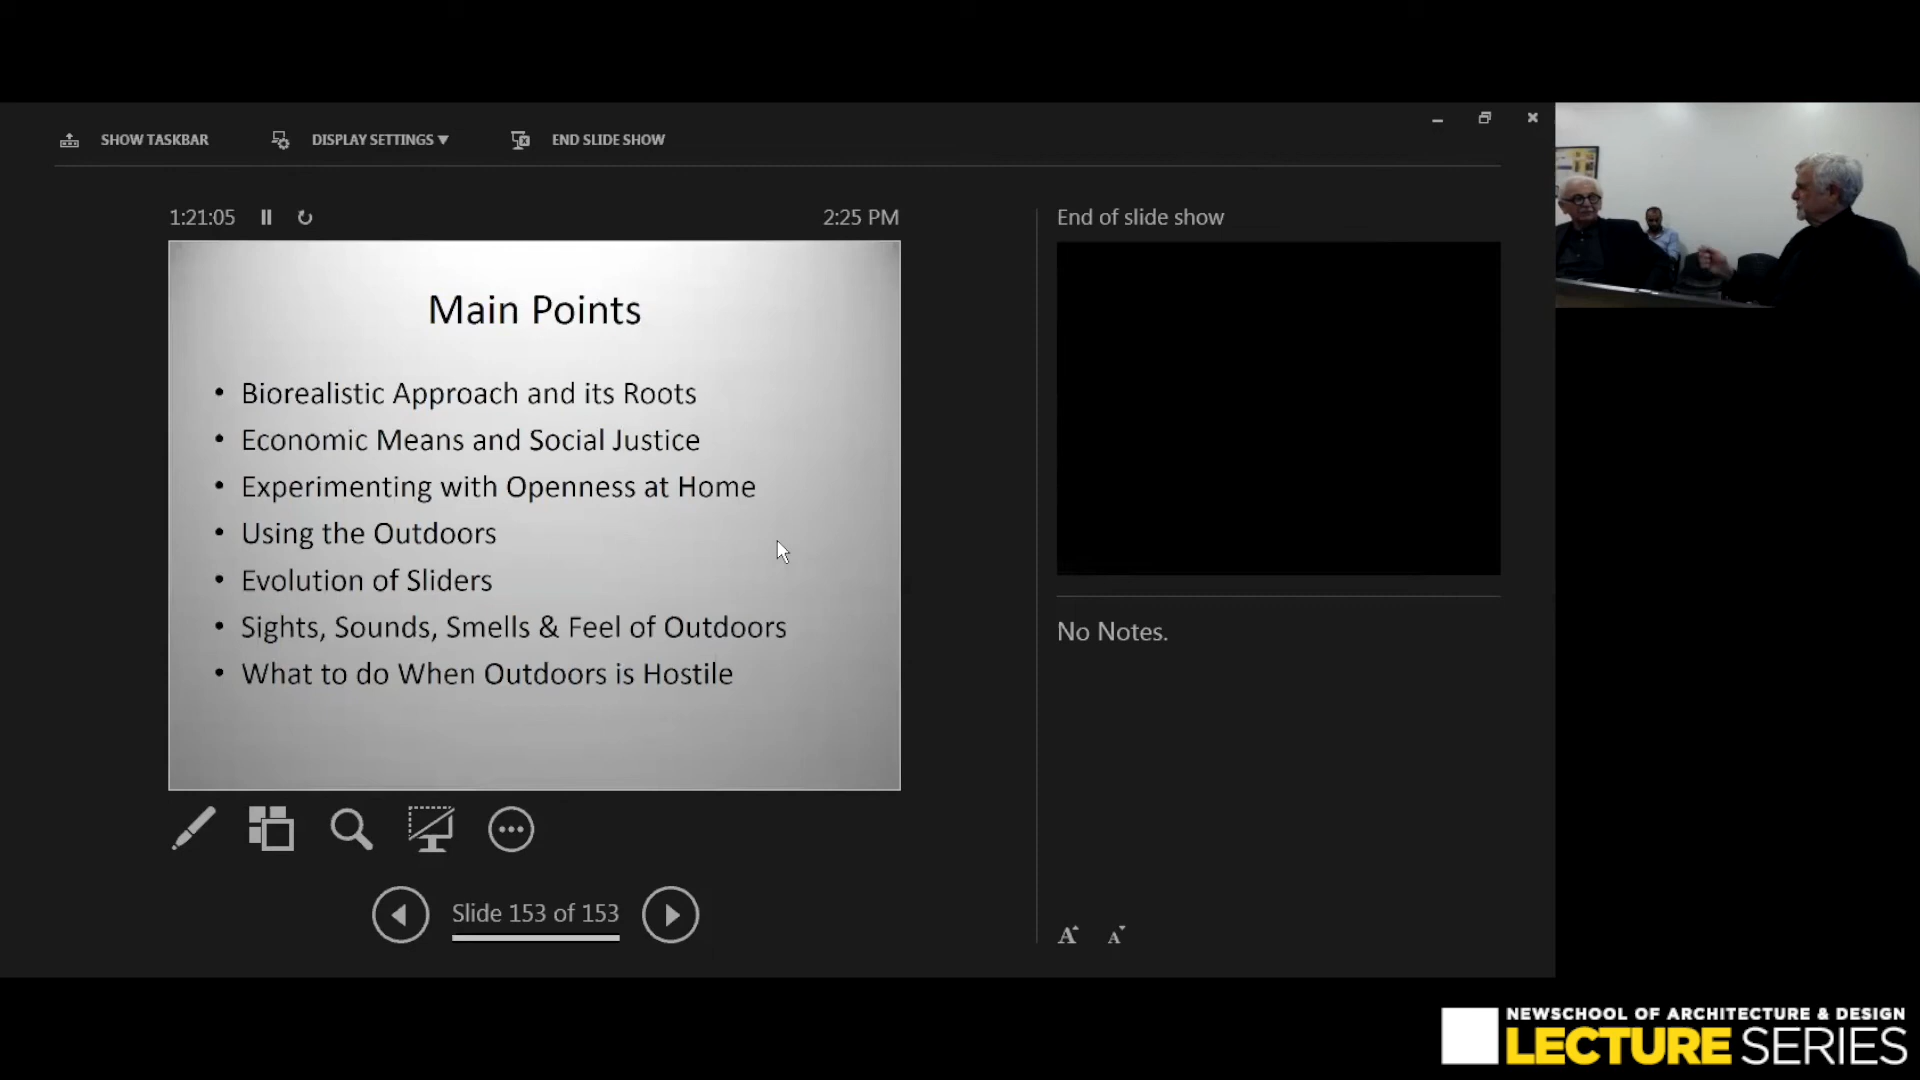 SHOW TASKBAR
DISPLAY SETTINGS ▼
END SLIDE SHOW
1:21:05
2:25 PM
Main Points
• Biorealistic Approach and its Roots
• Economic Means and Social Justice
• Experimenting with Openness at Home
• Using the Outdoors
• Evolution of Sliders
• Sights, Sounds, Smells & Feel of Outdoors
• What to do When Outdoors is Hostile
Slide 153 of 153
End of slide show
No Notes.
A A
NEWSCHOOL OF ARCHITECTURE & DESIGN
LECTURE SERIES